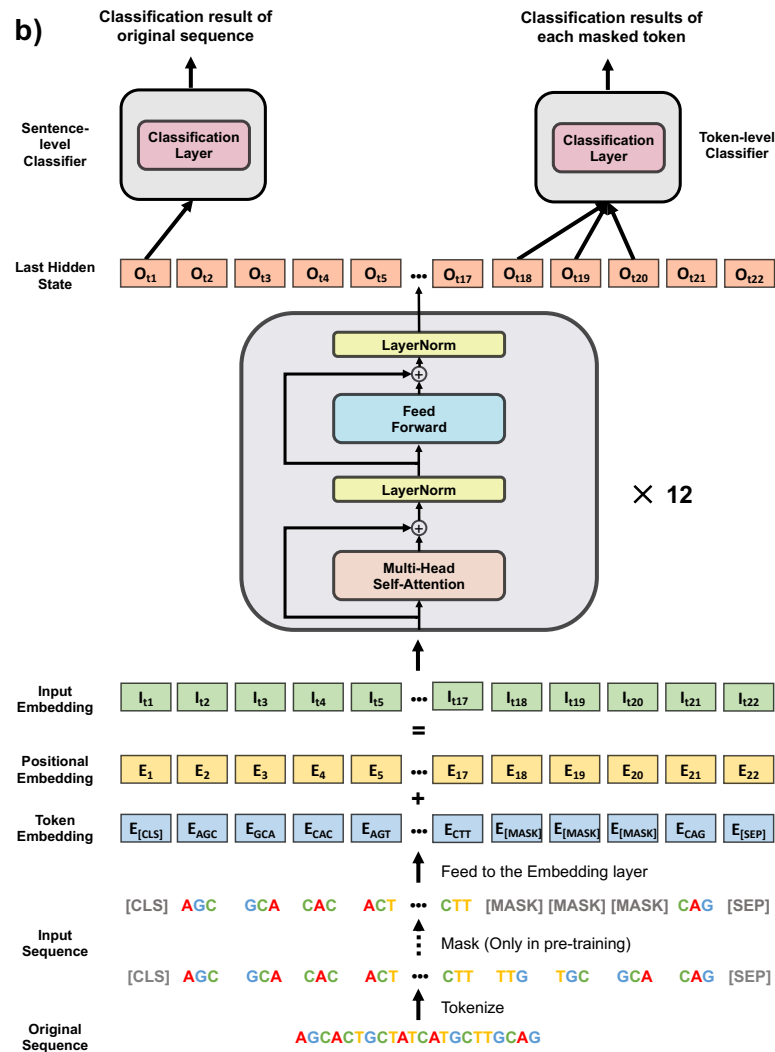 b)
Classification result of
original sequence
Classification results of
each masked token
Sentence-
level
Classifier
Classification
Layer
Classification
Layer
Token-level
Classifier
Last Hidden
State
Ot1 Ot2 Ot3 Ot4 Ot5 ••• Ot17 Ot18 Ot19 Ot20 Ot21 Ot22
LayerNorm
+
Feed
Forward
LayerNorm
+
Multi-Head
Self-Attention
× 12
Input
Embedding
It1 It2 It3 It4 It5 ••• It17 It18 It19 It20 It21 It22
=
Positional
Embedding
E1 E2 E3 E4 E5 ••• E17 E18 E19 E20 E21 E22
+
Token
Embedding
E[CLS] EAGC EGCA ECAC EAGT ••• ECTT E[MASK] E[MASK] E[MASK] ECAG E[SEP]
Feed to the Embedding layer
[CLS] AGC GCA CAC ACT ••• CTT [MASK] [MASK] [MASK] CAG [SEP]
Input
Sequence
Mask (Only in pre-training)
[CLS] AGC GCA CAC ACT ••• CTT TTG TGC GCA CAG [SEP]
Tokenize
Original
Sequence
AGCACTGCTATCATGCTTGCAG